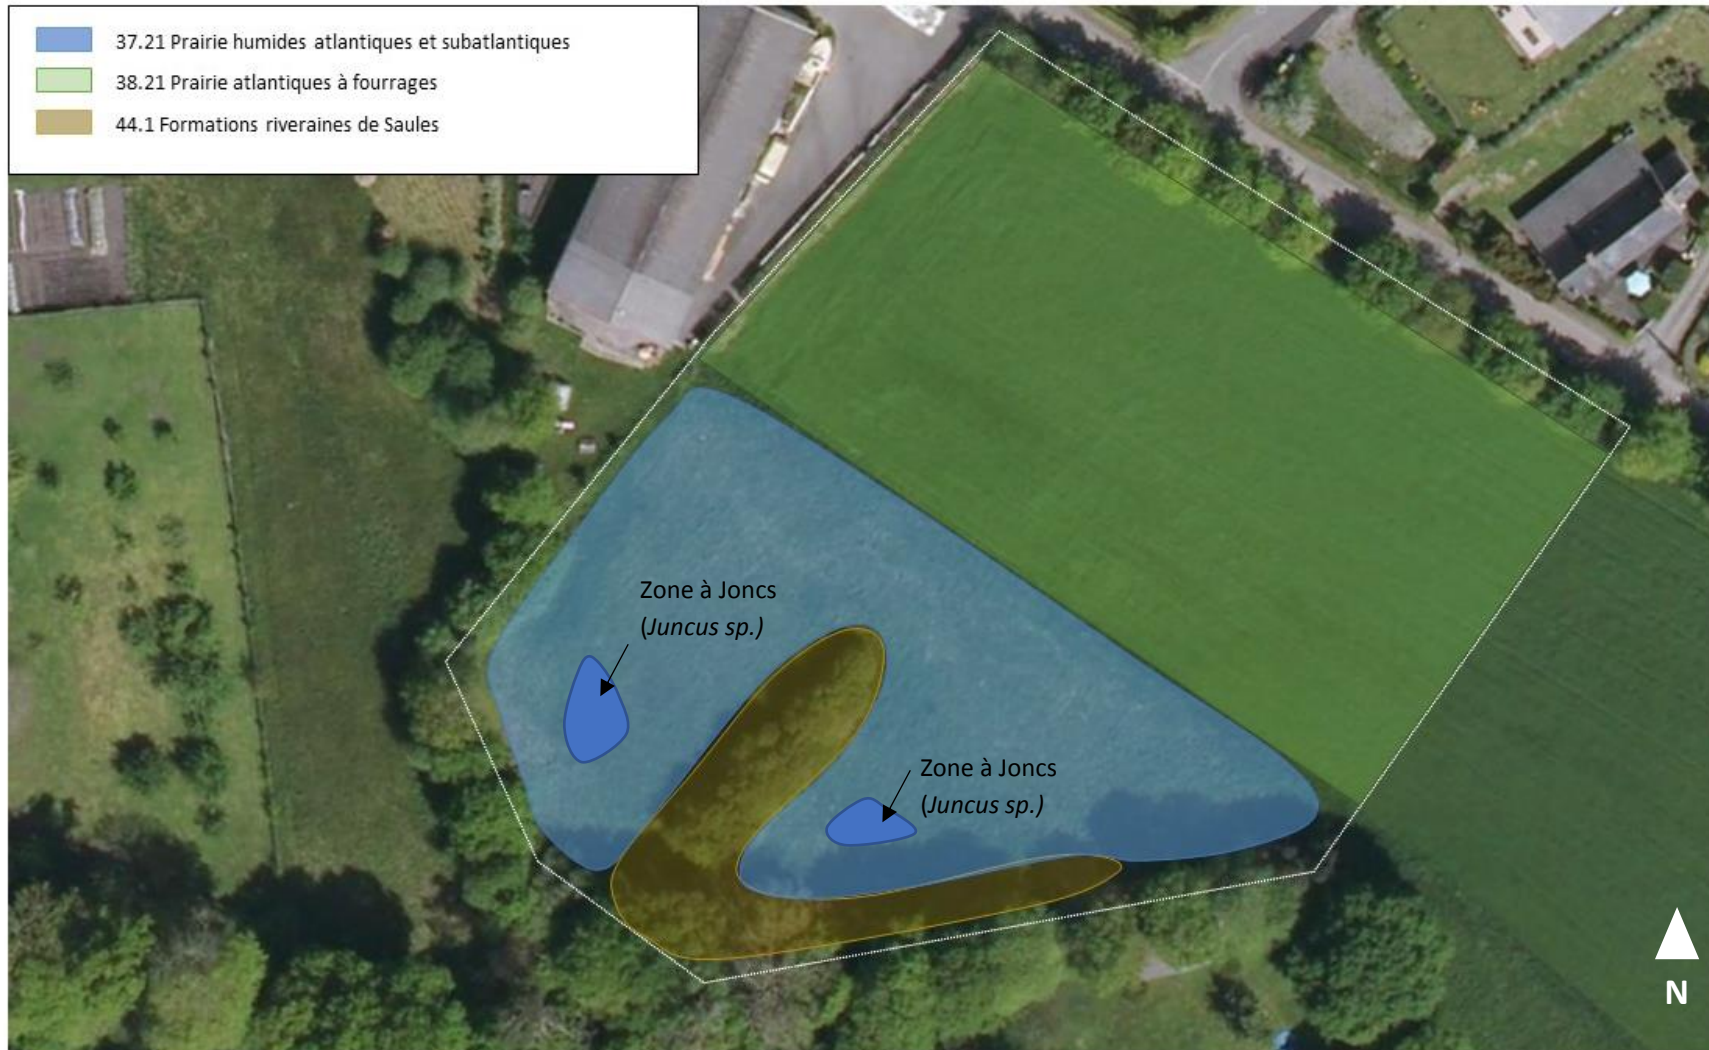 37.21 Prairie humides atlantiques et subatlantiques
38.21 Prairie atlantiques à fourrages
44.1 Formations riveraines de Saules
Zone à Joncs
(Juncus sp.)
Zone à Joncs
(Juncus sp.)
N